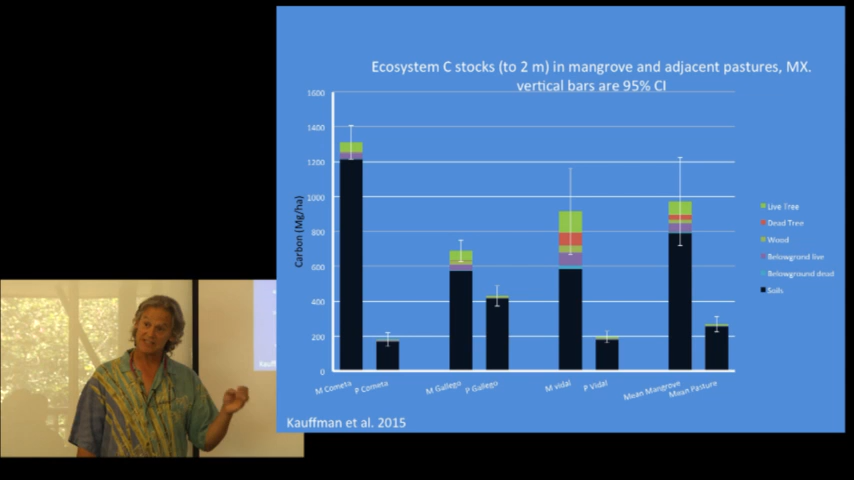 Ecosystem C stocks (to 2 m) in mangrove and adjacent pastures, MX.
vertical bars are 95% CI
1600
1400
1200
1000
800
600
400
200
0
Carbon (Mg/ha)
M Cometa
P Cometa
M Gallego
P Gallego
M vidal
P Vidal
Mean Mangrove
Mean Pasture
Live Tree
Dead Tree
Wood
Belowgrond live
Belowground dead
Soils
Kauffman et al. 2015